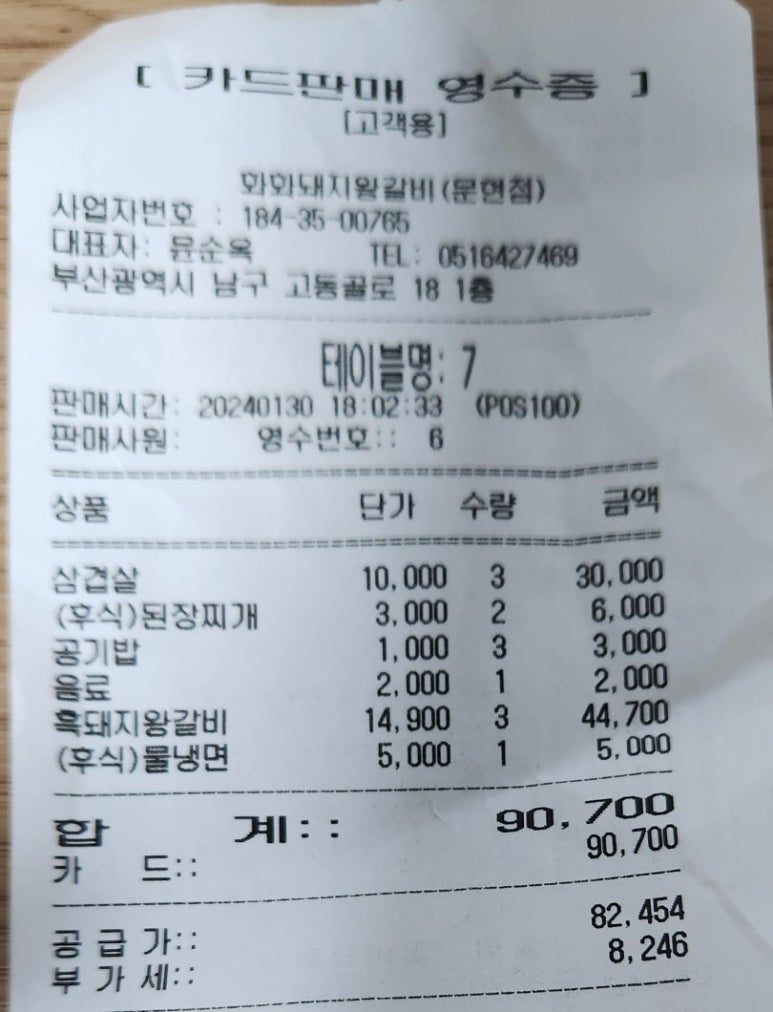 [ 카드판매 영수증 ]
[고객용]
화화돼지왕갈비(문현점)
사업자번호 : 184-35-00765
대표자: 윤순옥 TEL: 0516427469
부산광역시 남구 고동골로 18 1층
테이블명: 7
판매시간: 20240130 18:02:33 (POS100)
판매사원: 영수번호:: 6
상품 단가 수량 금액
삼겹살 10,000 3 30,000
(후식)된장찌개 3,000 2 6,000
공기밥 1,000 3 3,000
음료 2,000 1 2,000
흑돼지왕갈비 14,900 3 44,700
(후식)물냉면 5,000 1 5,000
합 계:: 90,700
카 드:: 90,700
공 급 가:: 82,454
부 가 세:: 8,246